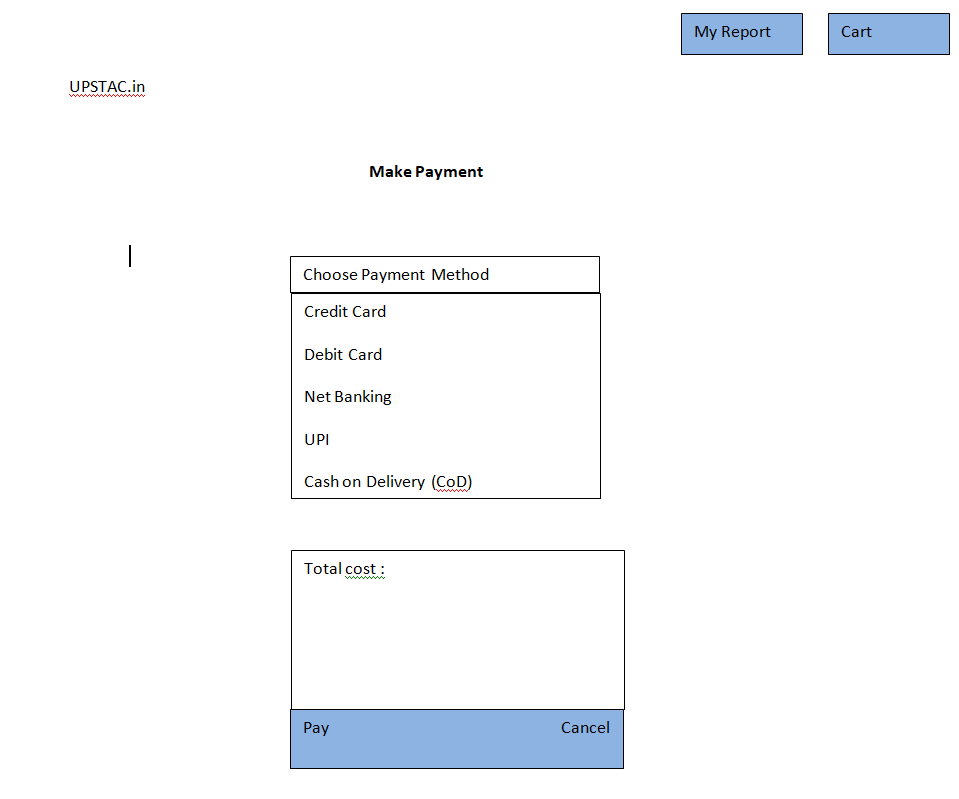 My Report
Cart
UPSTAC.in
Make Payment
Choose Payment Method
Credit Card
Debit Card
Net Banking
UPI
Cash on Delivery (CoD)
Total cost :
Pay
Cancel